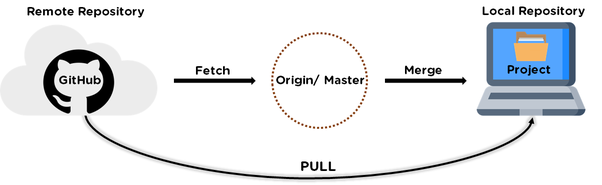 Remote Repository
Local Repository
GitHub
Fetch
Origin/ Master
Merge
Project
PULL